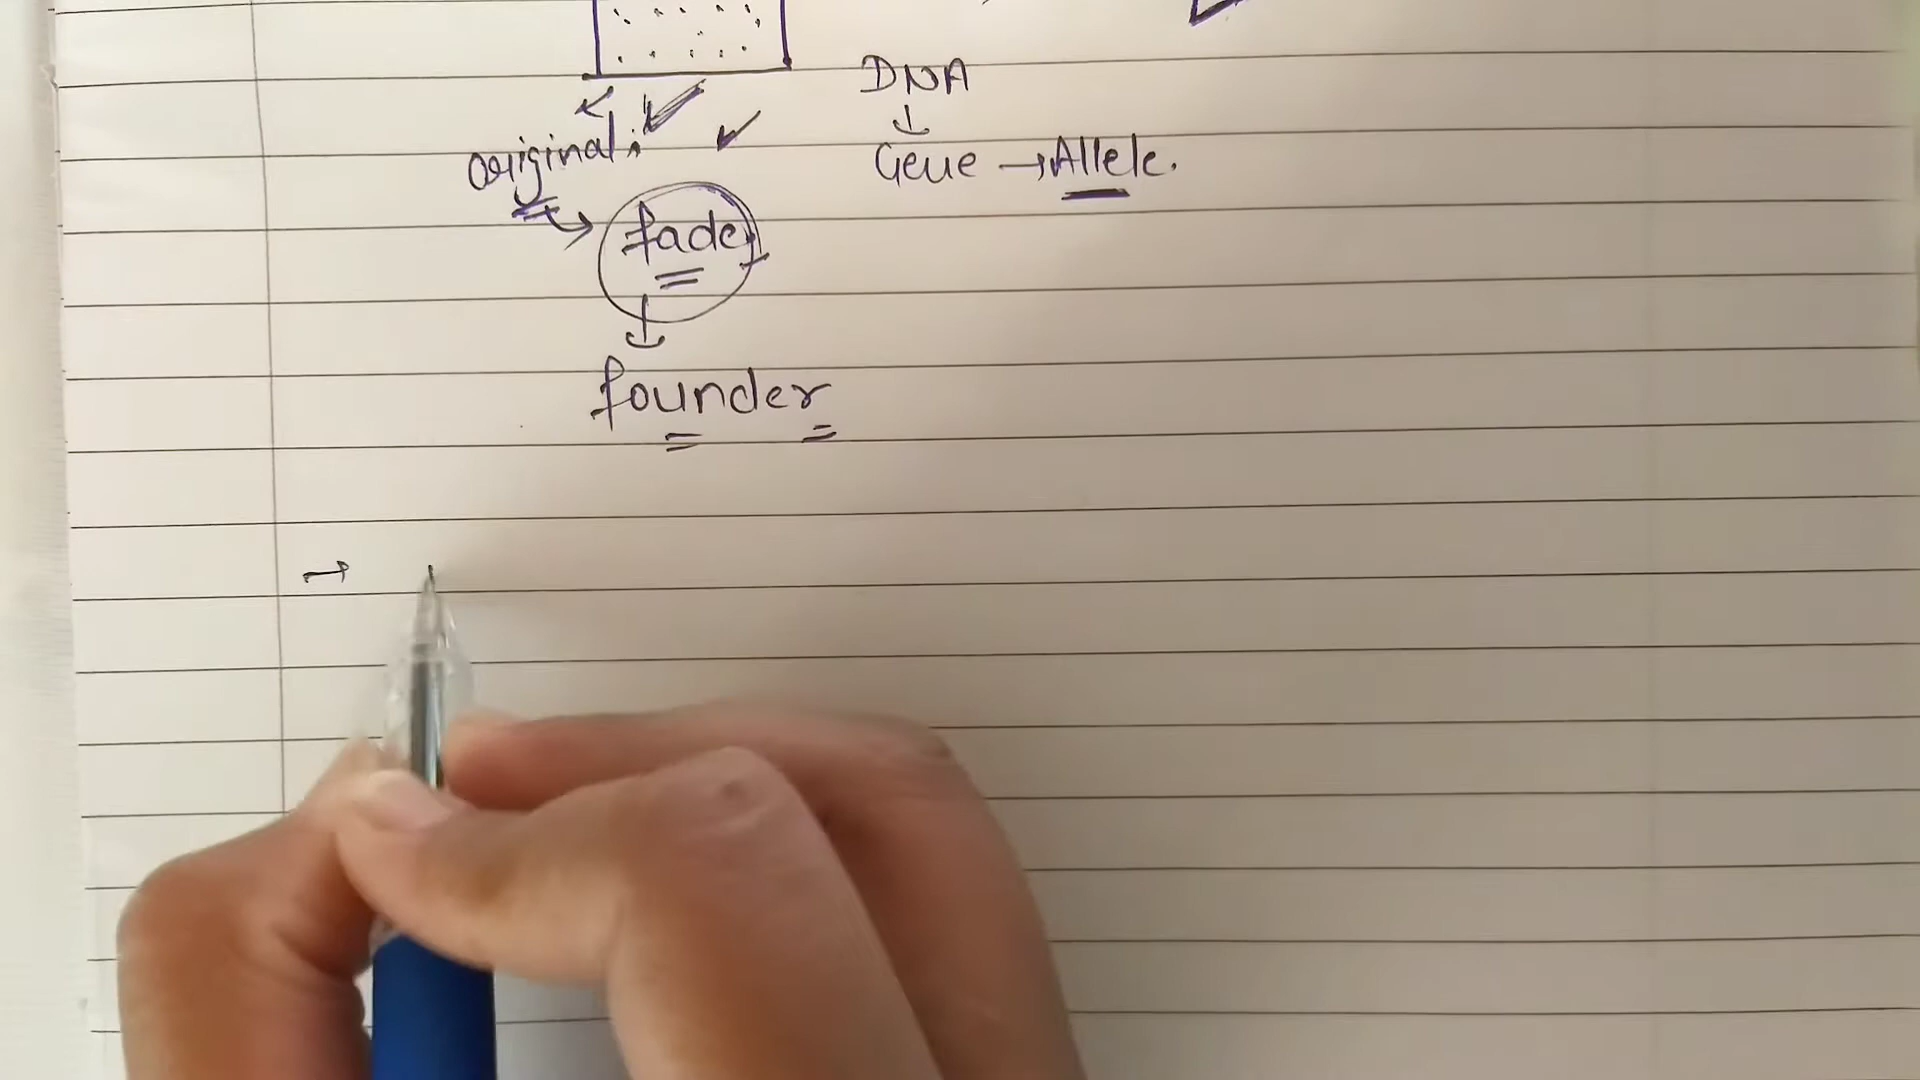 DNA
↓
original:
Gene → Allele.
fade
↓
founder
→